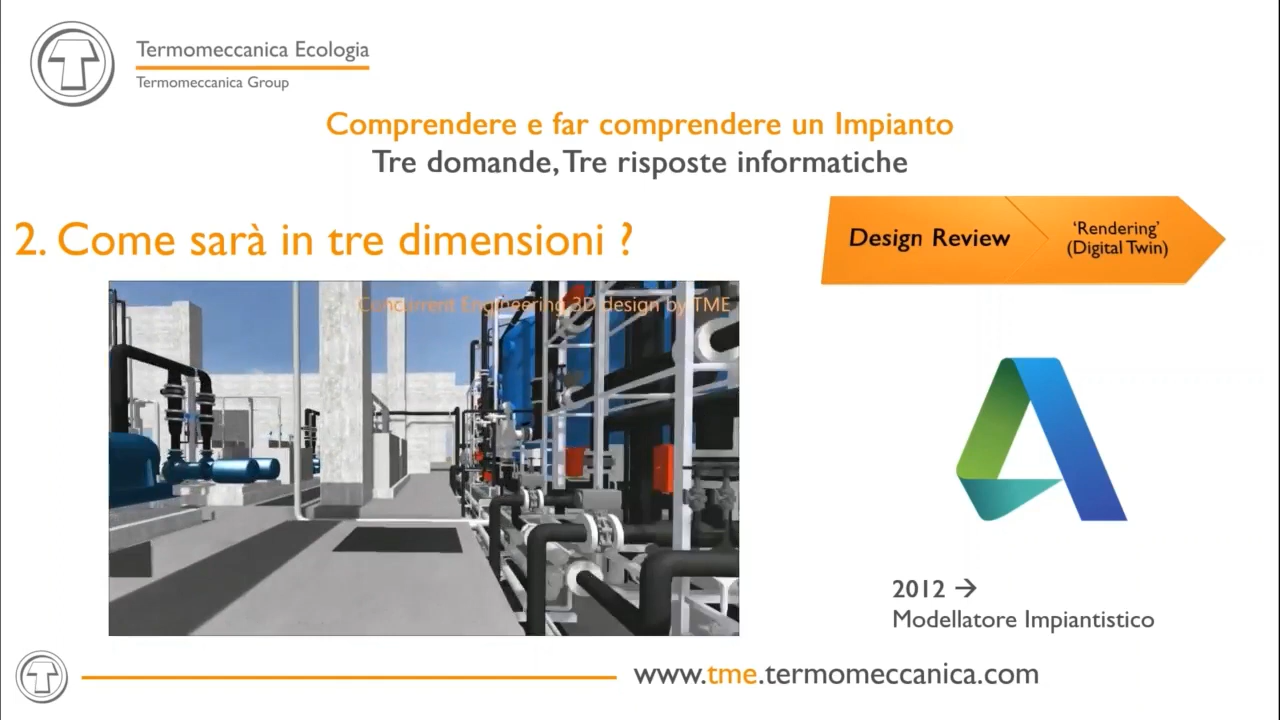 Termomeccanica Ecologia
Termomeccanica Group
Comprendere e far comprendere un Impianto
Tre domande, Tre risposte informatiche
2. Come sarà in tre dimensioni ?
Design Review
‘Rendering’
(Digital Twin)
Concurrent Engineering 3D design by TME
2012 →
Modellatore Impiantistico
www.tme.termomeccanica.com